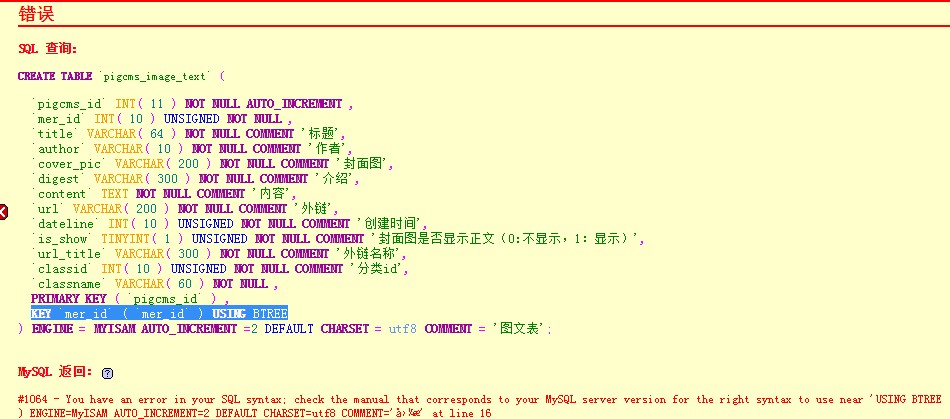 错误
SQL 查询:
CREATE TABLE `pigcms_image_text` (
`pigcms_id` INT( 11 ) NOT NULL AUTO_INCREMENT ,
`mer_id` INT( 10 ) UNSIGNED NOT NULL ,
`title` VARCHAR( 64 ) NOT NULL COMMENT '标题',
`author` VARCHAR( 10 ) NOT NULL COMMENT '作者',
`cover_pic` VARCHAR( 200 ) NOT NULL COMMENT '封面图',
`digest` VARCHAR( 300 ) NOT NULL COMMENT '介绍',
`content` TEXT NOT NULL COMMENT '内容',
`url` VARCHAR( 200 ) NOT NULL COMMENT '外链',
`dateline` INT( 10 ) UNSIGNED NOT NULL COMMENT '创建时间',
`is_show` TINYINT( 1 ) UNSIGNED NOT NULL COMMENT '封面图是否显示正文（0:不显示，1：显示）',
`url_title` VARCHAR( 300 ) NOT NULL COMMENT '外链名称',
`classid` INT( 10 ) UNSIGNED NOT NULL COMMENT '分类id',
`classname` VARCHAR( 60 ) NOT NULL ,
PRIMARY KEY ( `pigcms_id` ) ,
KEY `mer_id` ( `mer_id` ) USING BTREE
) ENGINE = MYISAM AUTO_INCREMENT =2 DEFAULT CHARSET = utf8 COMMENT = '图文表';
MySQL 返回:
#1064 - You have an error in your SQL syntax; check the manual that corresponds to your MySQL server version for the right syntax to use near 'USING BTREE
) ENGINE=MyISAM AUTO_INCREMENT=2 DEFAULT CHARSET=utf8 COMMENT=' at line 16